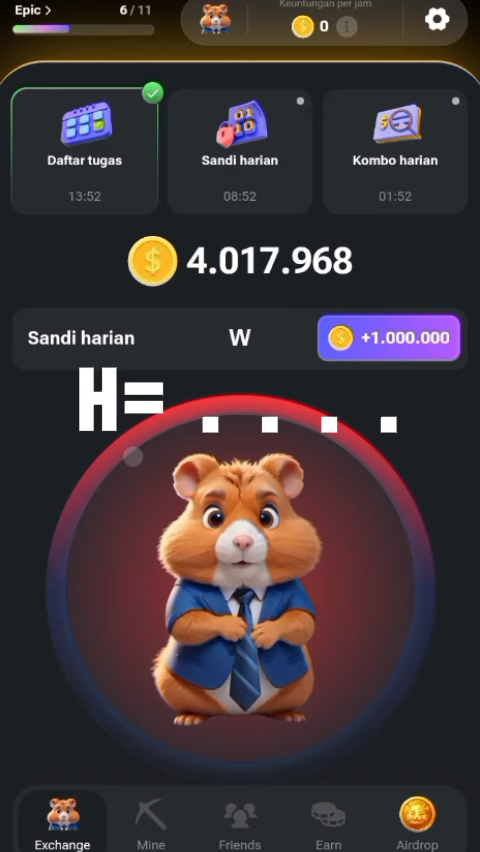 Epic >
6 / 11
Keuntungan per jam
0
Daftar tugas
13:52
Sandi harian
08:52
Kombo harian
01:52
4.017.968
Sandi harian
W
+1.000.000
H= . . . .
Exchange
Mine
Friends
Earn
Airdrop